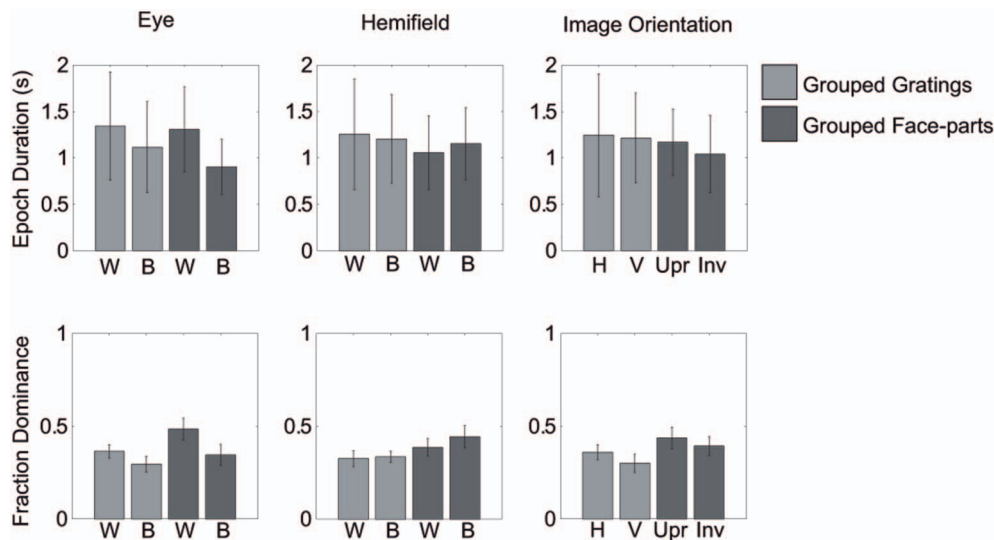 Eye
Hemifield
Image Orientation
Grouped Gratings
Grouped Face-parts
Epoch Duration (s)
2
1.5
1
0.5
0
W B W B
2
1.5
1
0.5
0
W B W B
2
1.5
1
0.5
0
H V Upr Inv
Fraction Dominance
1
0.5
0
W B W B
1
0.5
0
W B W B
1
0.5
0
H V Upr Inv